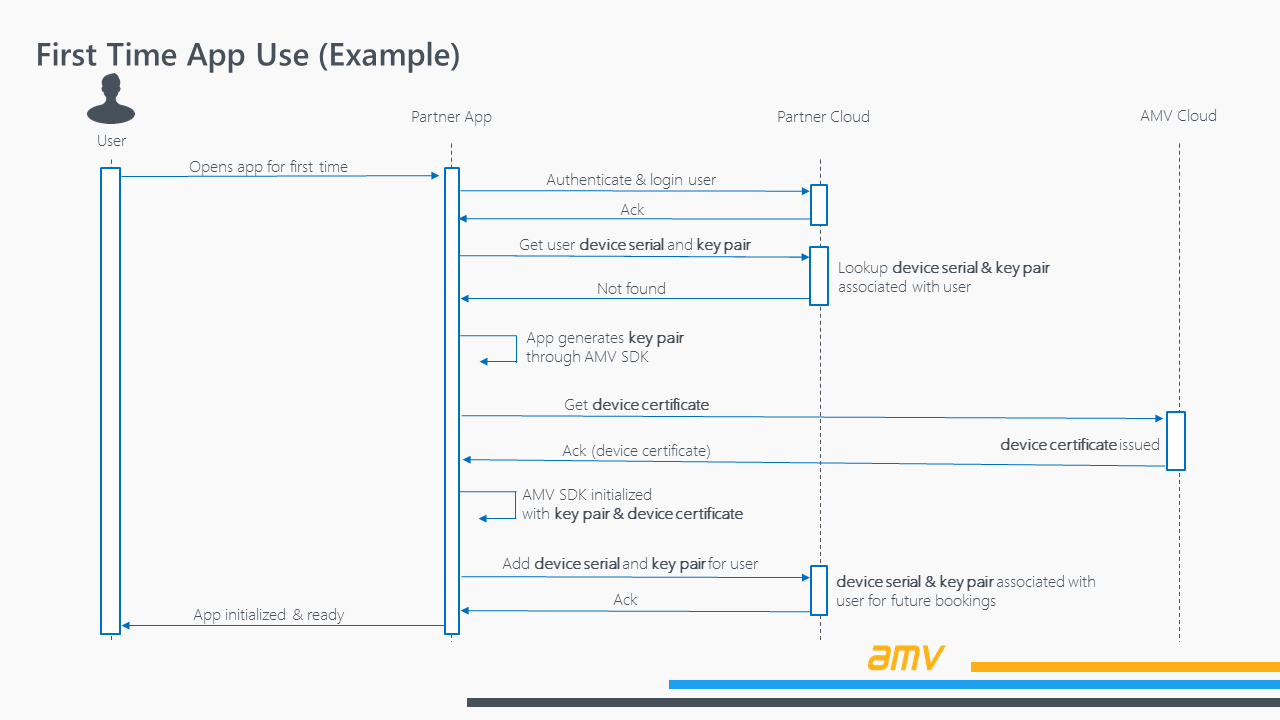 First Time App Use (Example)
User
Partner App
Partner Cloud
AMV Cloud
Opens app for first time
Authenticate & login user
Ack
Get user device serial and key pair
Lookup device serial & key pair
associated with user
Not found
App generates key pair
through AMV SDK
Get device certificate
device certificate issued
Ack (device certificate)
AMV SDK initialized
with key pair & device certificate
Add device serial and key pair for user
device serial & key pair associated with
user for future bookings
Ack
App initialized & ready
amv